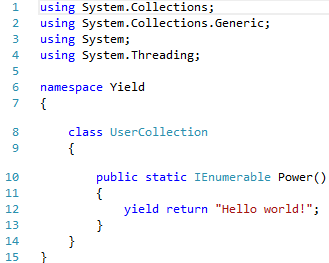 1 using System.Collections;
2 using System.Collections.Generic;
3 using System;
4 using System.Threading;
6 namespace Yield
7 {
8 class UserCollection
9 {
10 public static IEnumerable Power()
11 {
12 yield return "Hello world!";
13 }
14 }
15 }